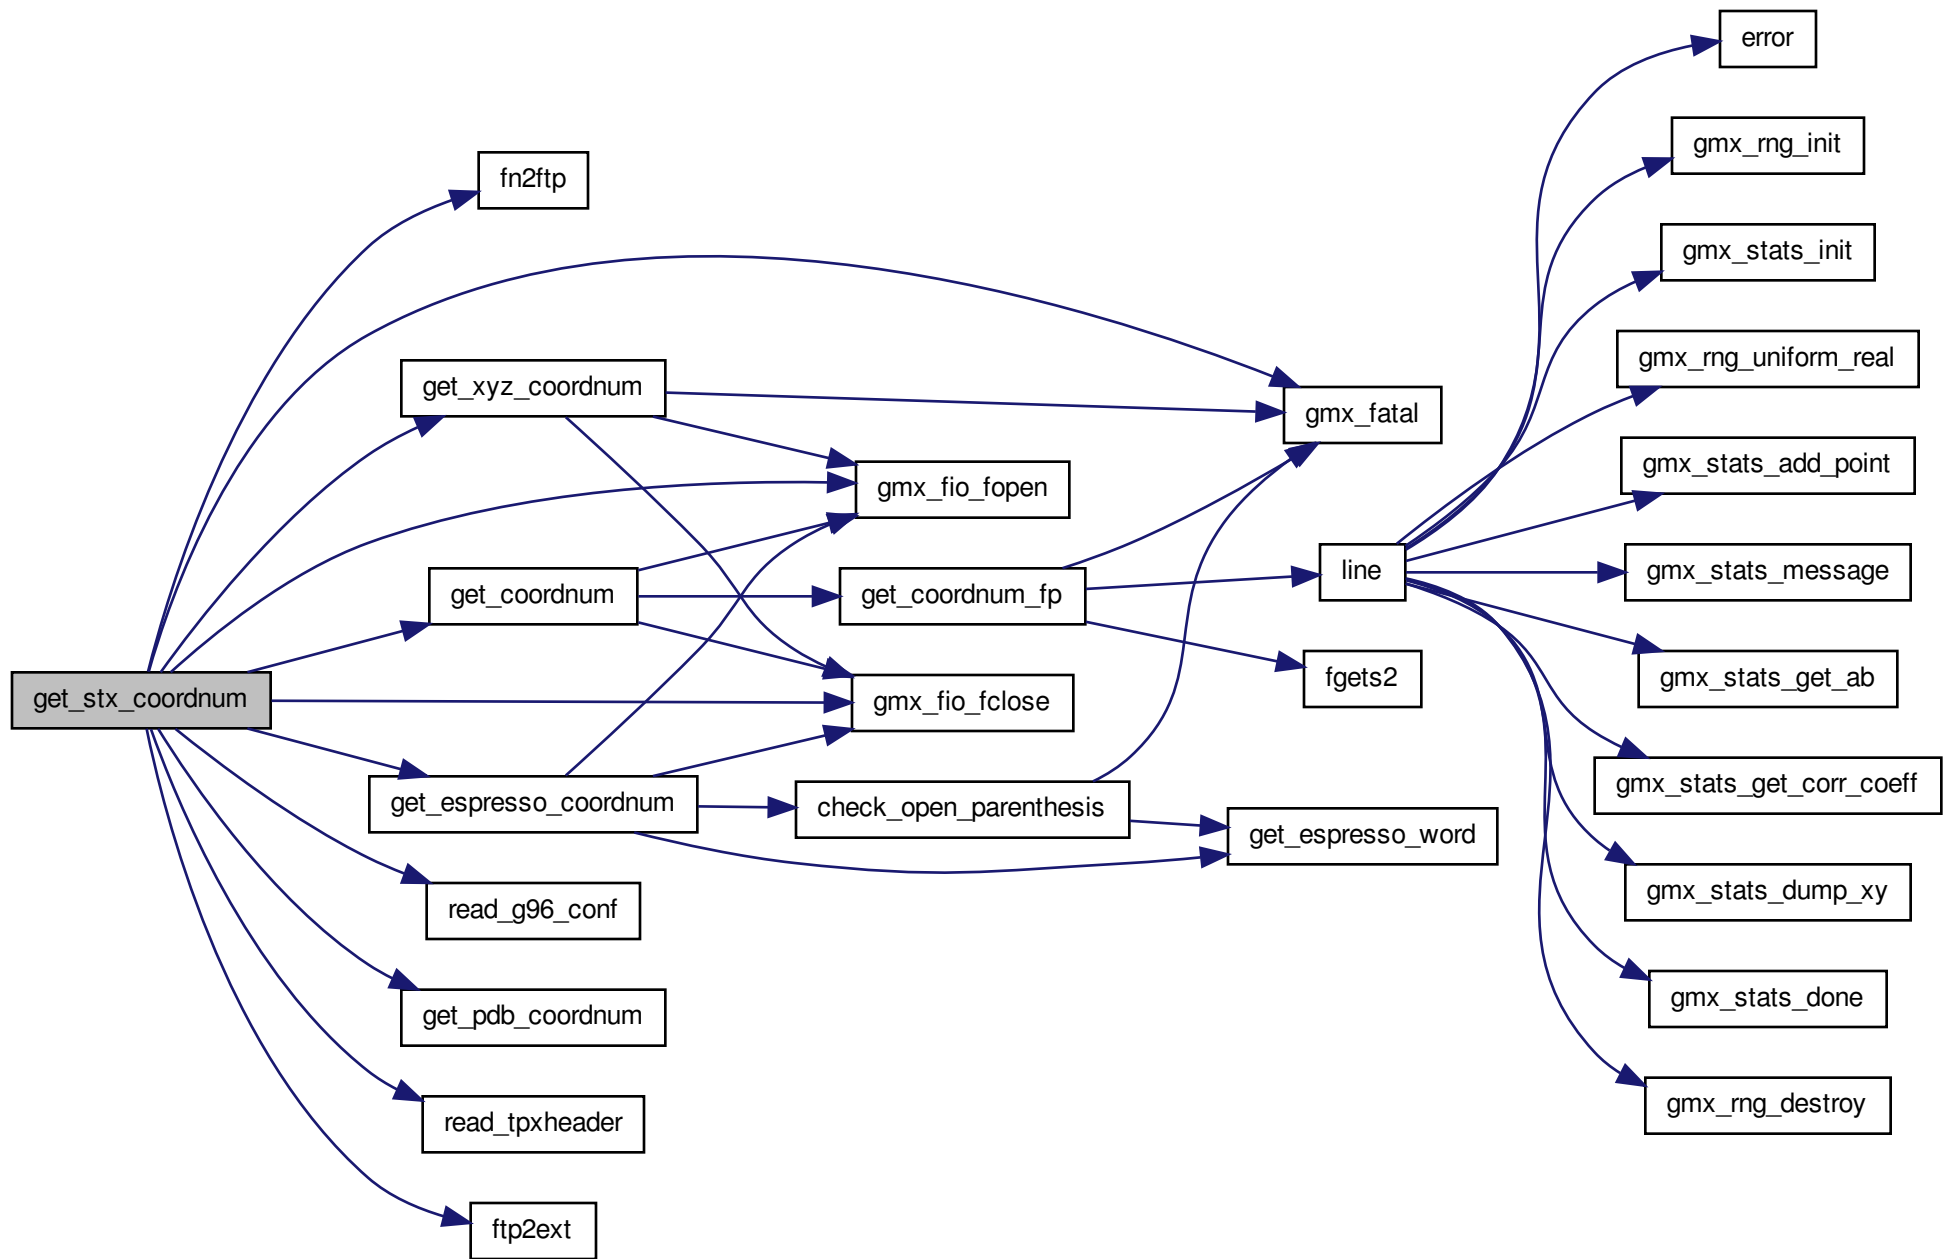 error
gmx_rng_init
fn2ftp
gmx_stats_init
gmx_rng_uniform_real
get_xyz_coordnum
gmx_fatal
gmx_stats_add_point
gmx_fio_fopen
gmx_stats_message
line
get_coordnum
get_coordnum_fp
fgets2
gmx_stats_get_ab
get_stx_coordnum
gmx_fio_fclose
gmx_stats_get_corr_coeff
get_espresso_coordnum
check_open_parenthesis
get_espresso_word
gmx_stats_dump_xy
read_g96_conf
gmx_stats_done
get_pdb_coordnum
gmx_rng_destroy
read_tpxheader
ftp2ext